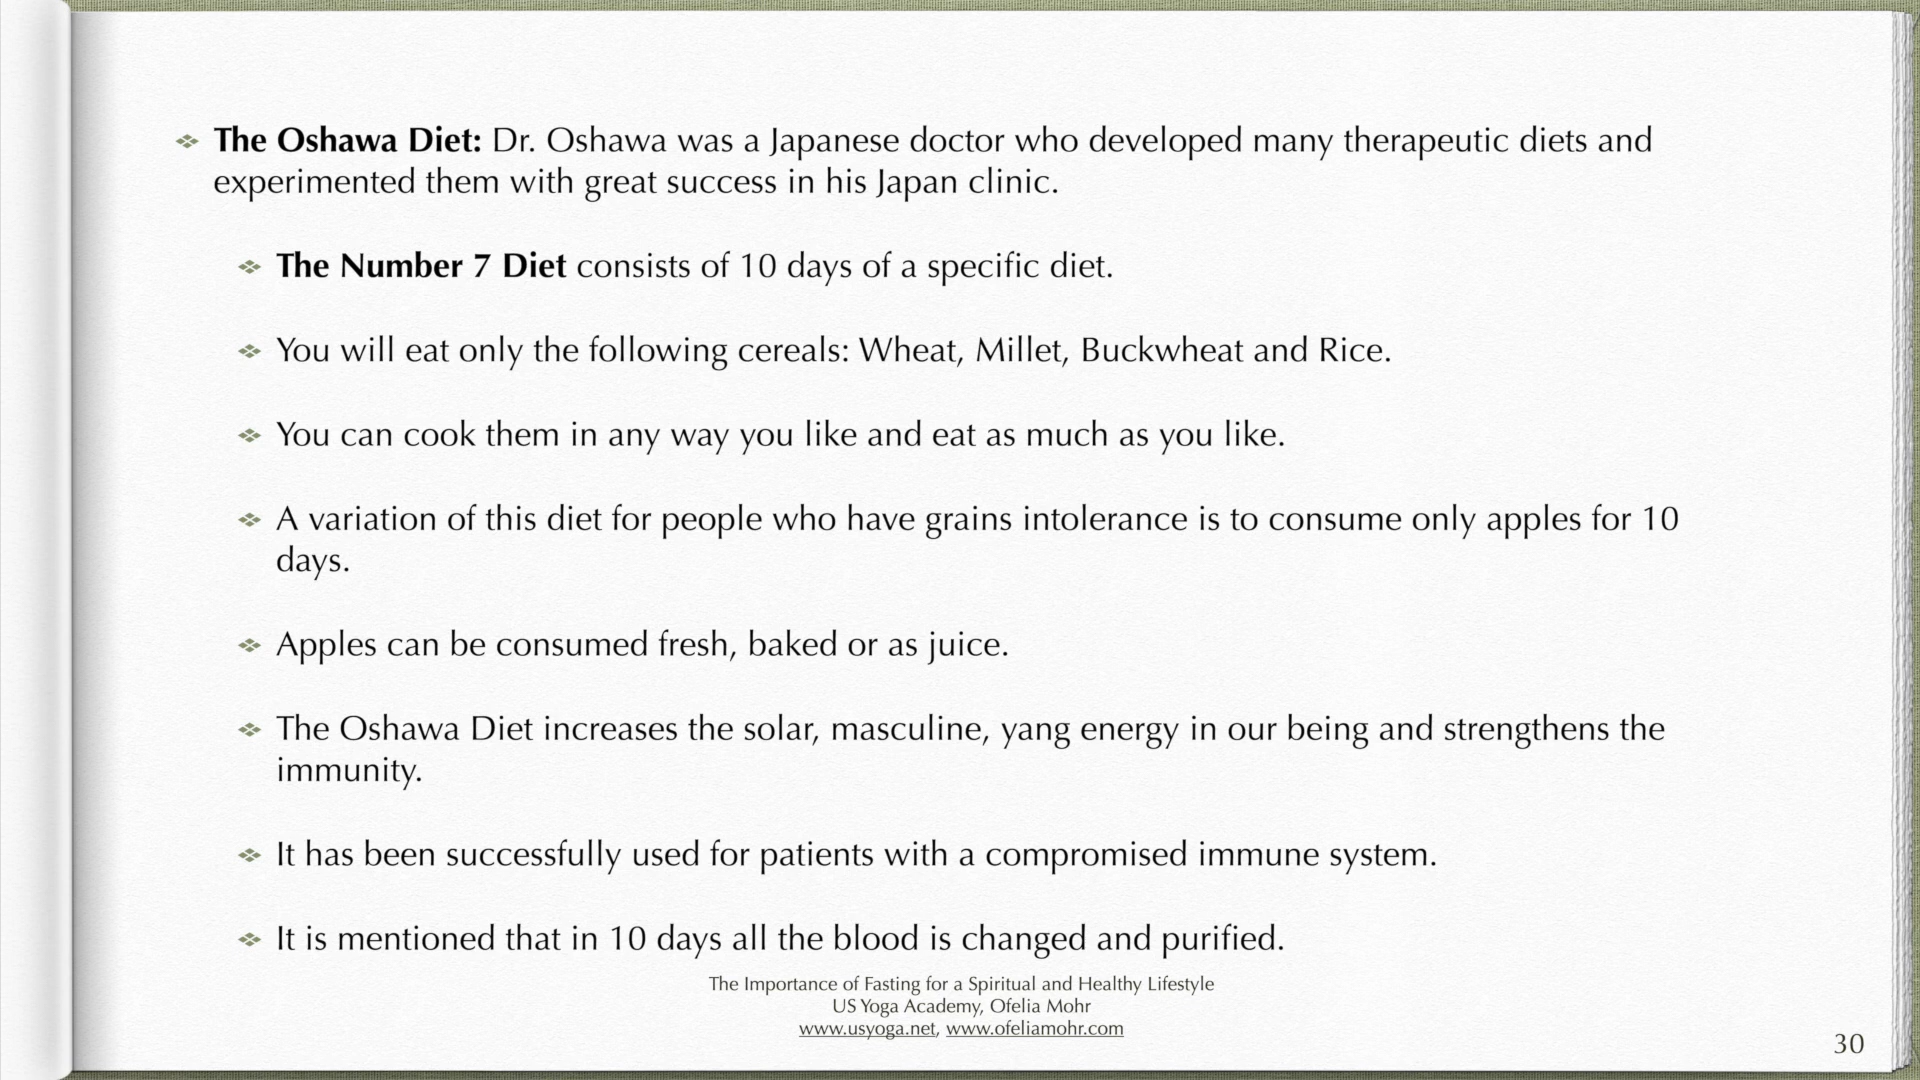 The Oshawa Diet: Dr. Oshawa was a Japanese doctor who developed many therapeutic diets and
experimented them with great success in his Japan clinic.
The Number 7 Diet consists of 10 days of a specific diet.
You will eat only the following cereals: Wheat, Millet, Buckwheat and Rice.
You can cook them in any way you like and eat as much as you like.
A variation of this diet for people who have grains intolerance is to consume only apples for 10
days.
Apples can be consumed fresh, baked or as juice.
The Oshawa Diet increases the solar, masculine, yang energy in our being and strengthens the
immunity.
It has been successfully used for patients with a compromised immune system.
It is mentioned that in 10 days all the blood is changed and purified.
The Importance of Fasting for a Spiritual and Healthy Lifestyle
US Yoga Academy, Ofelia Mohr
www.usyoga.net, www.ofeliamohr.com
30